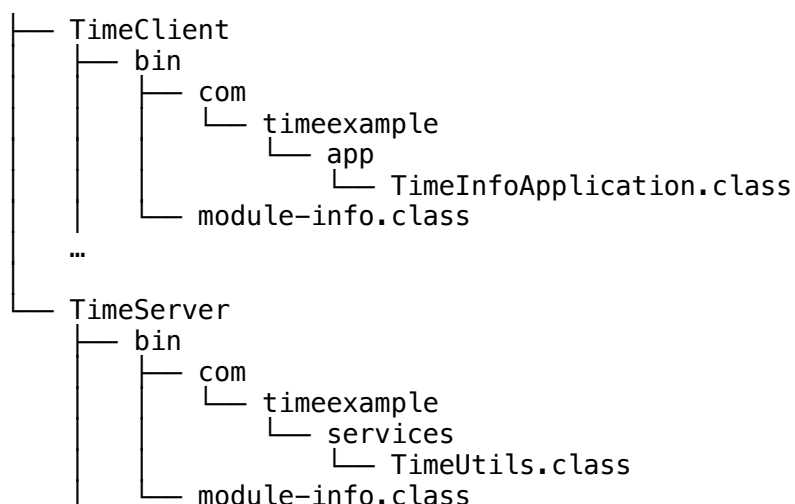 ├── TimeClient
│   ├── bin
│   │   ├── com
│   │   │   └── timeexample
│   │   │       └── app
│   │   │           └── TimeInfoApplication.class
│   │   └── module-info.class
│   …
└── TimeServer
    ├── bin
    │   ├── com
    │   │   └── timeexample
    │   │       └── services
    │   │           └── TimeUtils.class
    │   └── module-info.class